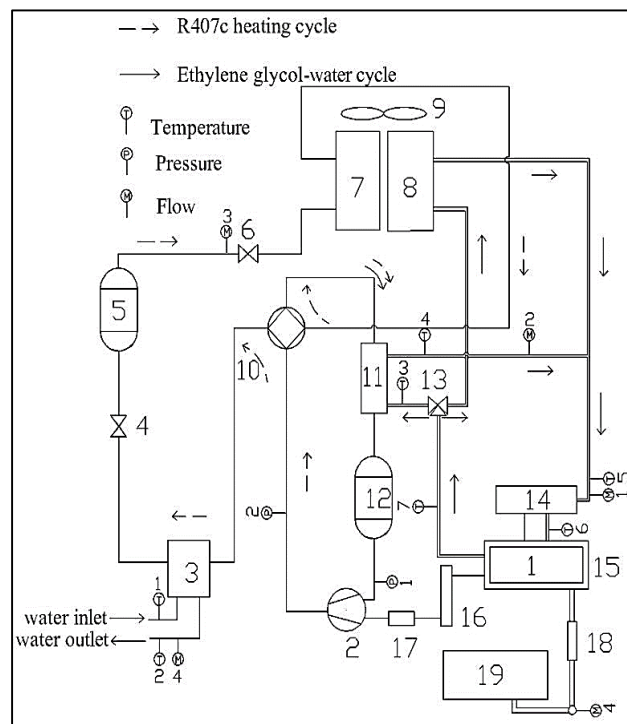 R407c heating cycle
Ethylene glycol-water cycle
T
Temperature
P
Pressure
M
Flow
9
7
8
3
M
6
5
4
T
2
M
10
11
3
T
13
4
12
2
P
7
T
T
5
M
1
14
T
6
3
1
15
P
1
1
T
water inlet
water outlet
2
17
16
18
T
M
2
4
19
M
4